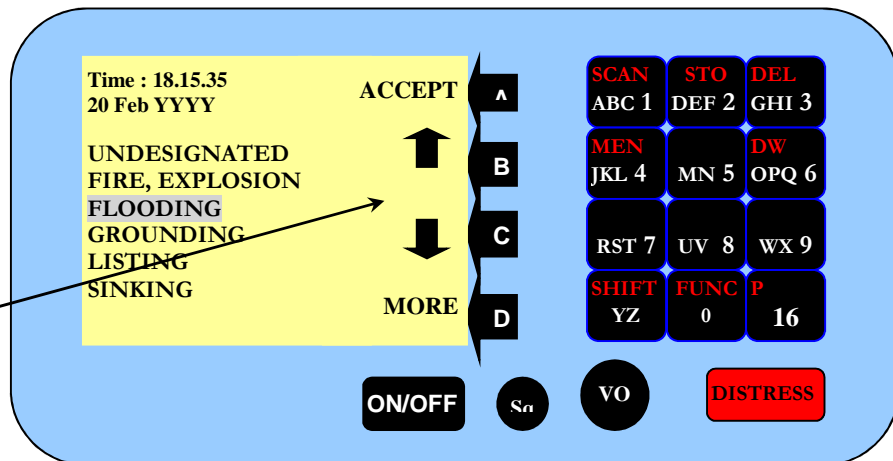 Time : 18.15.35
20 Feb YYYY
UNDESIGNATED
FIRE, EXPLOSION
FLOODING
GROUNDING
LISTING
SINKING
ACCEPT
MORE
A
B
C
D
SCAN STO DEL
ABC 1 DEF 2 GHI 3
MEN DW
JKL 4 MN 5 OPQ 6
RST 7 UV 8 WX 9
SHIFT FUNC P
YZ 0 16
ON/OFF
Sq
VO
DISTRESS